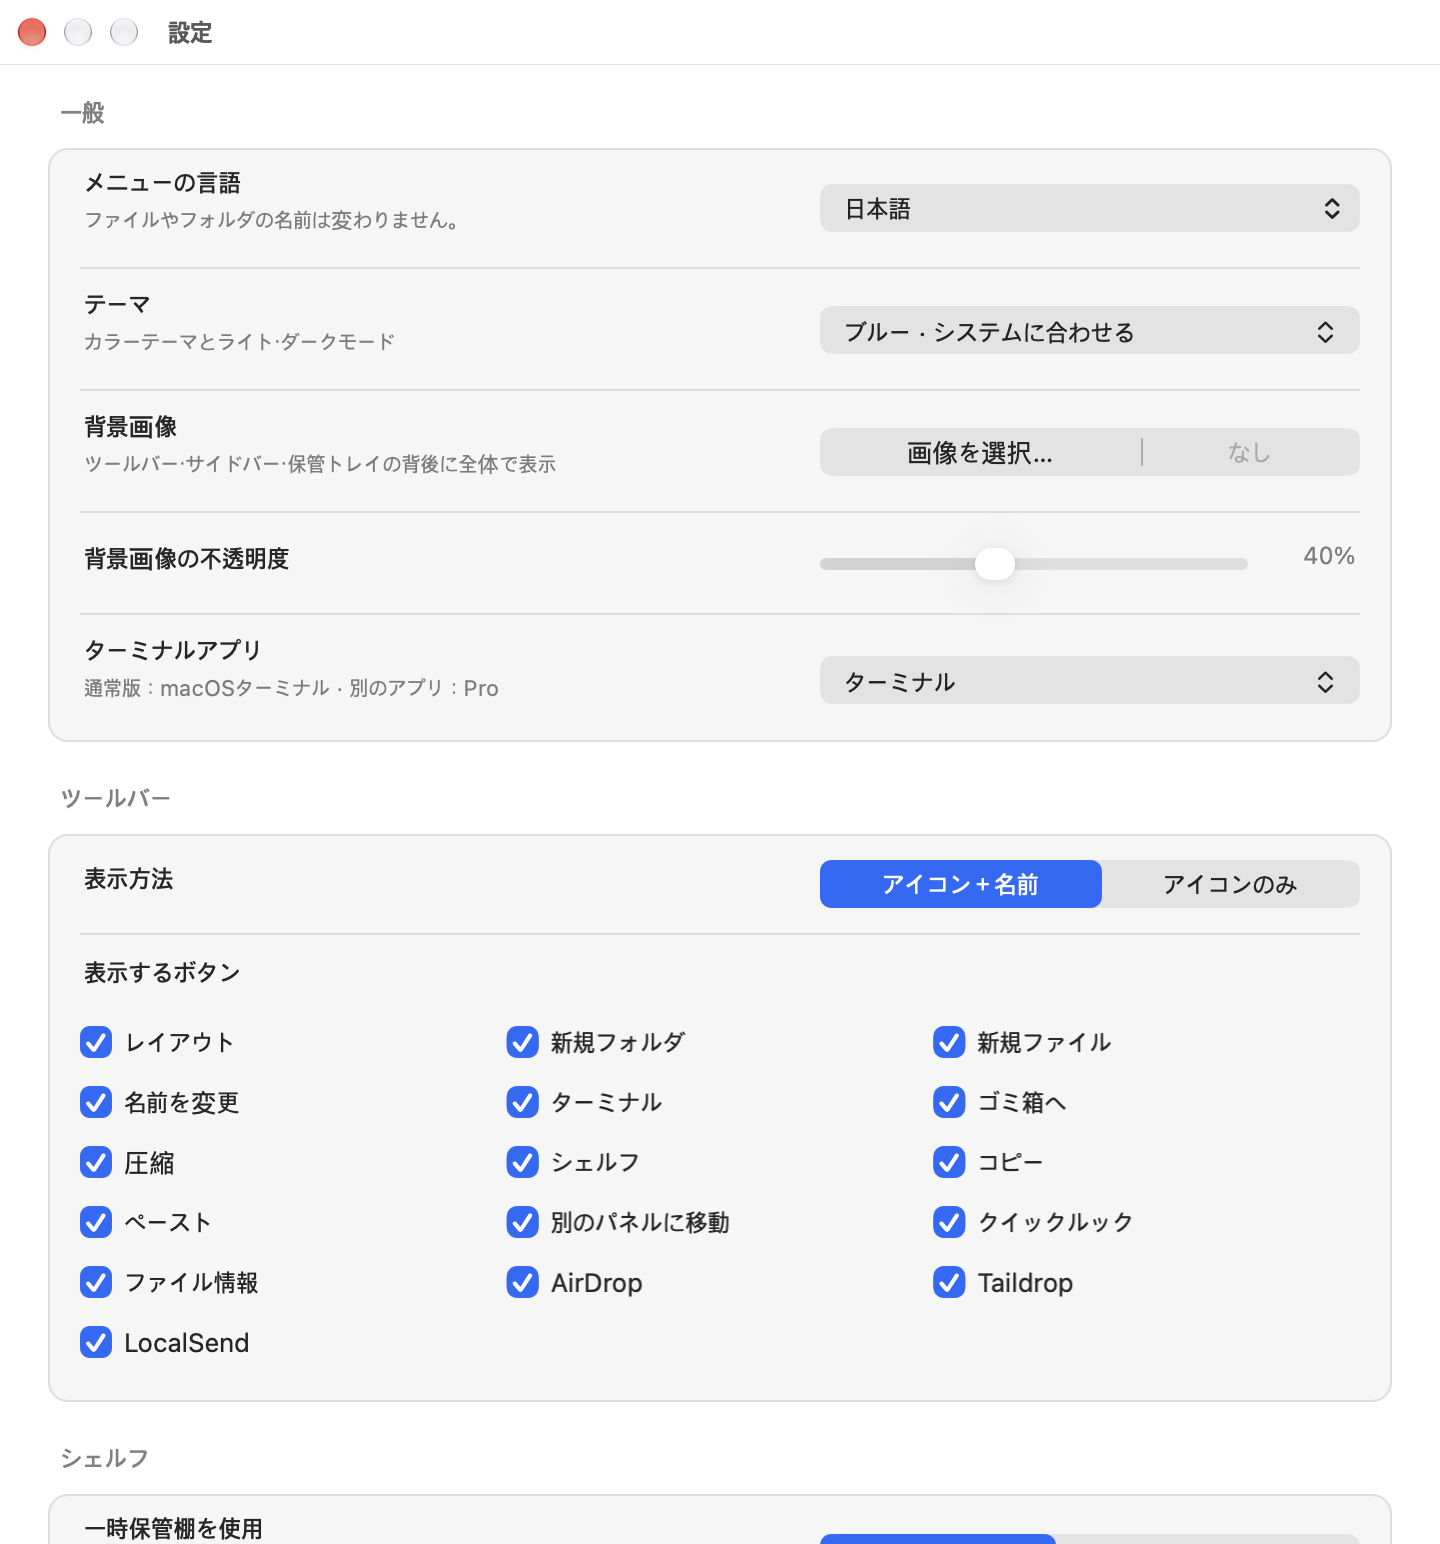 設定
一般
メニューの言語
ファイルやフォルダの名前は変わりません。
日本語
テーマ
カラーテーマとライト·ダークモード
ブルー · システムに合わせる
背景画像
ツールバー·サイドバー·保管トレイの背後に全体で表示
画像を選択...
なし
背景画像の不透明度
40%
ターミナルアプリ
通常版：macOSターミナル · 別のアプリ：Pro
ターミナル
ツールバー
表示方法
アイコン＋名前
アイコンのみ
表示するボタン
レイアウト
新規フォルダ
新規ファイル
名前を変更
ターミナル
ゴミ箱へ
圧縮
シェルフ
コピー
ペースト
別のパネルに移動
クイックルック
ファイル情報
AirDrop
Taildrop
LocalSend
シェルフ
一時保管棚を使用